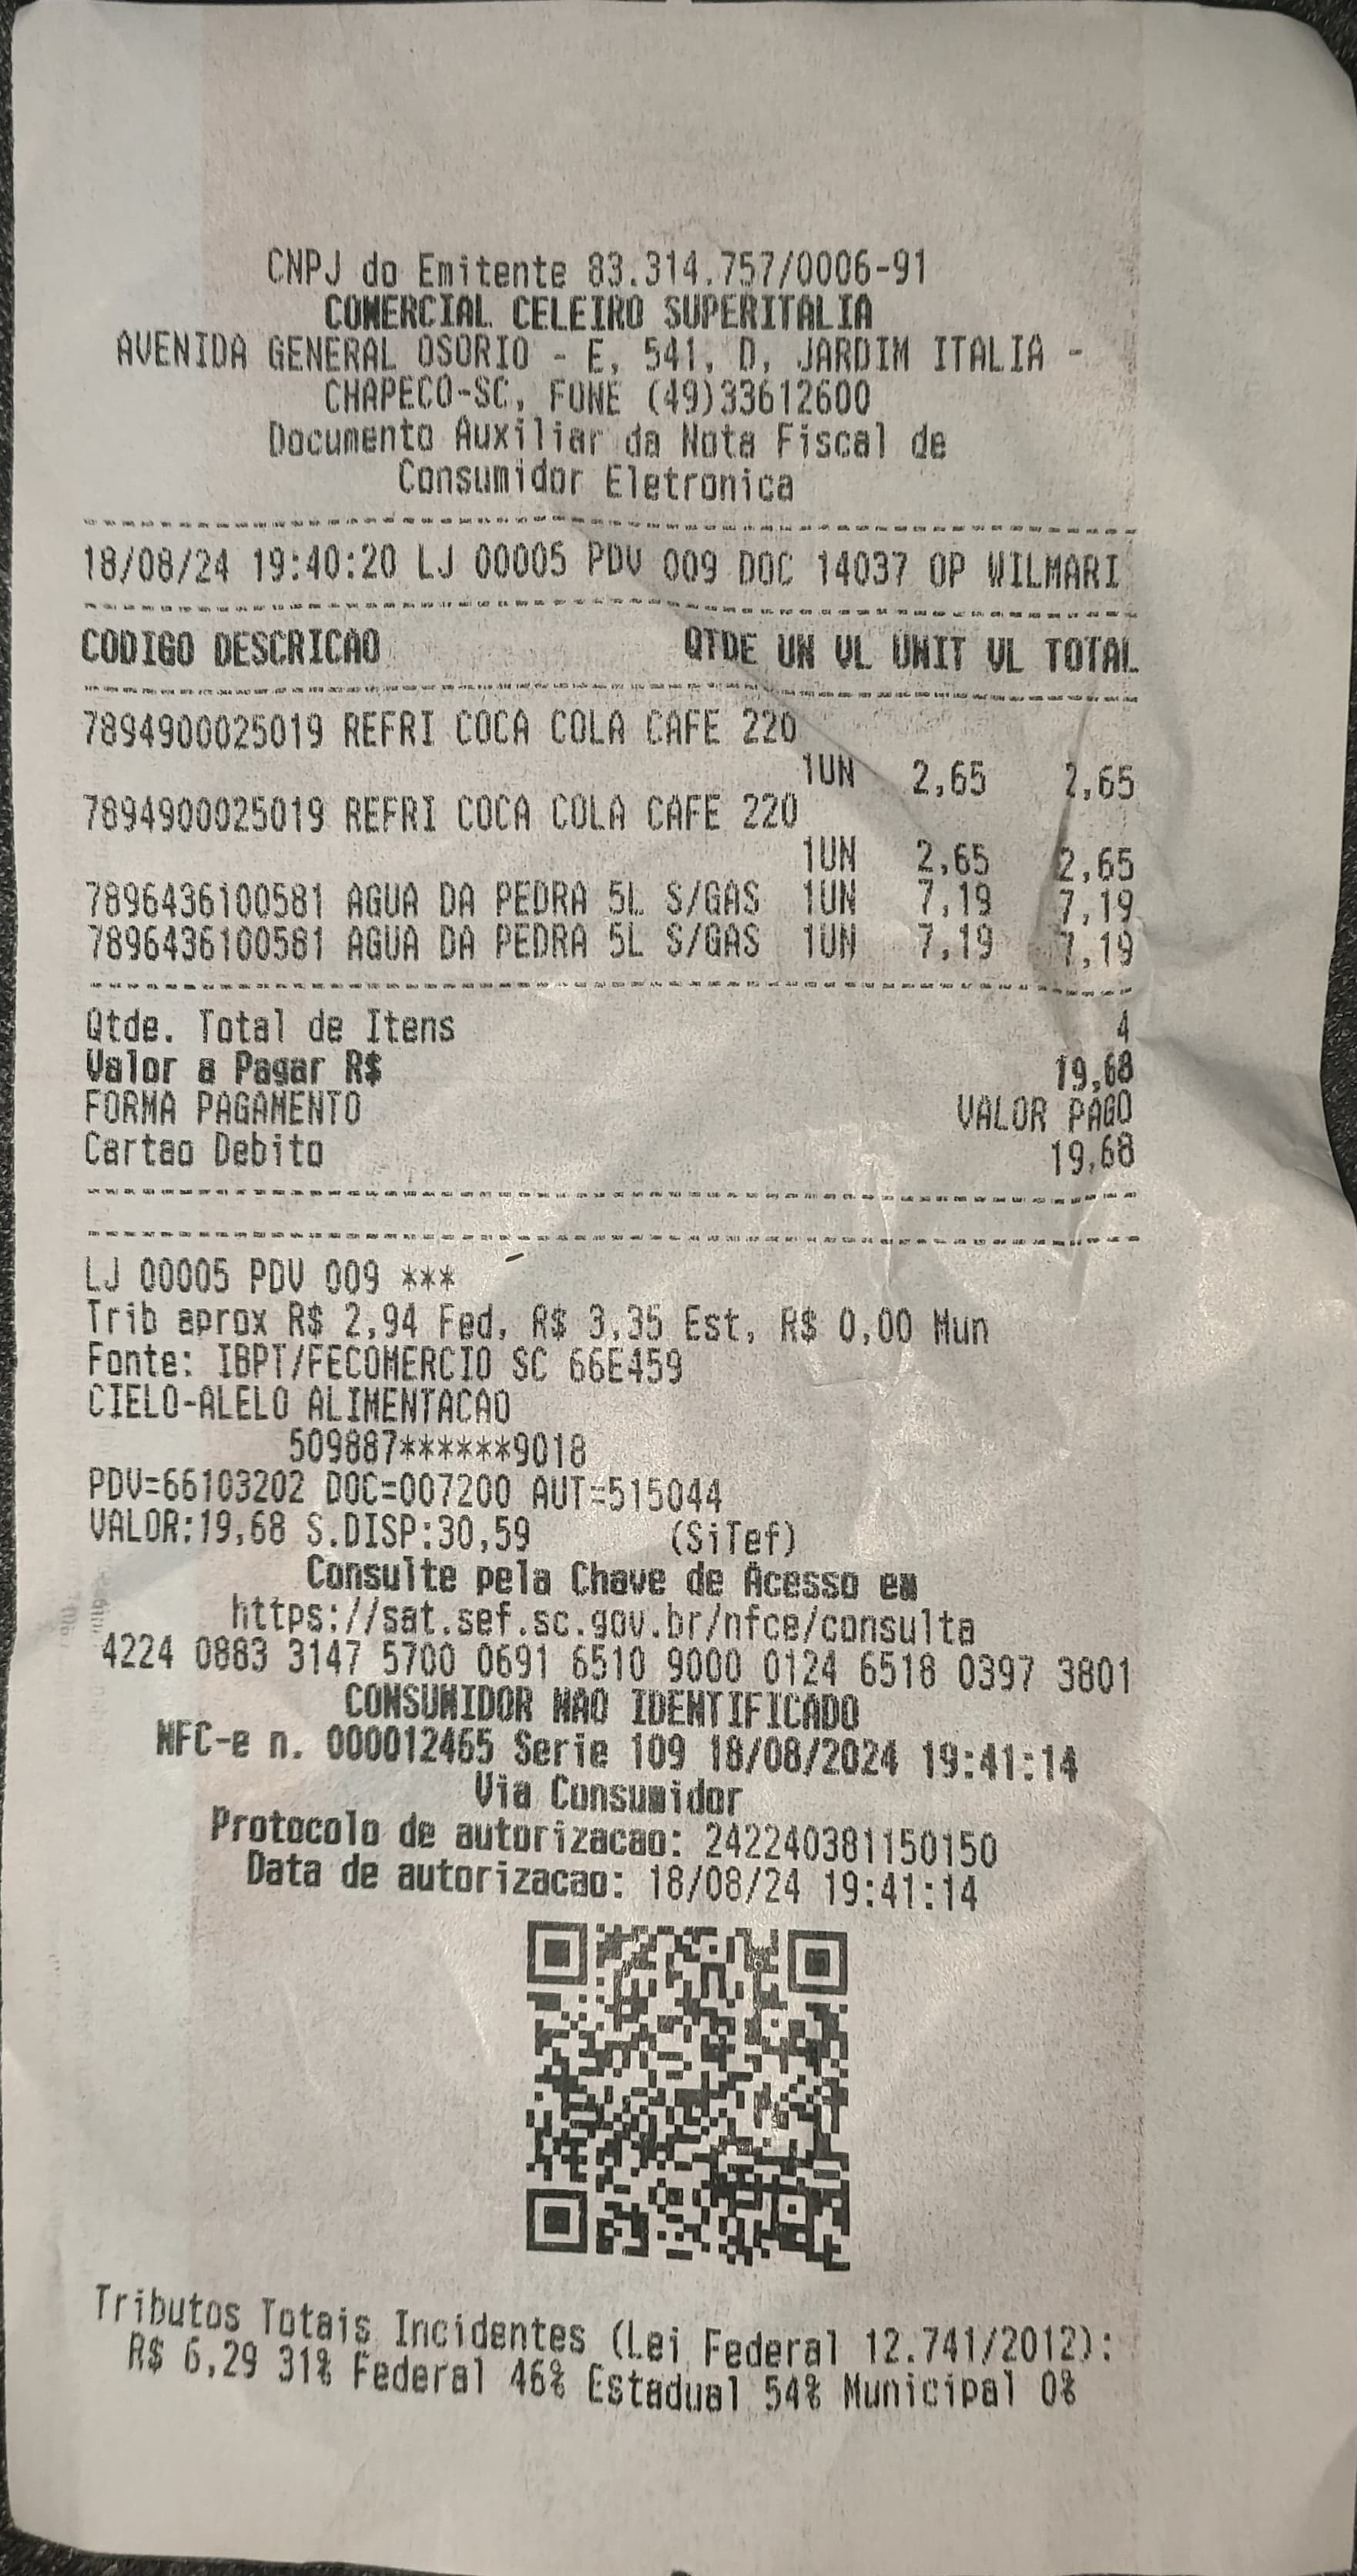 CNPJ do Emitente 83.314.757/0006-91
COMERCIAL CELEIRO SUPERITALIA
AVENIDA GENERAL OSORIO - E, 541, D, JARDIM ITALIA -
CHAPECO-SC, FONE (49)33612600
Documento Auxiliar da Nota Fiscal de
Consumidor Eletronica
18/08/24 19:40:20 LJ 00005 PDV 009 DOC 14037 OP WILMARI
CODIGO DESCRICAO QTDE UN VL UNIT VL TOTAL
7894900025019 REFRI COCA COLA CAFE 220
1UN 2,65 2,65
7894900025019 REFRI COCA COLA CAFE 220
1UN 2,65 2,65
7896436100581 AGUA DA PEDRA 5L S/GAS 1UN 7,19 7,19
7896436100581 AGUA DA PEDRA 5L S/GAS 1UN 7,19 7,19
Qtde. Total de Itens 4
Valor a Pagar R$ 19,68
FORMA PAGAMENTO VALOR PAGO
Cartao Debito 19,68
LJ 00005 PDV 009 ***
Trib aprox R$ 2,94 Fed, R$ 3,35 Est, R$ 0,00 Mun
Fonte: IBPT/FECOMERCIO SC 66E459
CIELO-ALELO ALIMENTACAO
509887******9018
PDV=66103202 DOC=007200 AUT=515044
VALOR:19,68 S.DISP:30,59 (SiTef)
Consulte pela Chave de Acesso em
https://sat.sef.sc.gov.br/nfce/consulta
4224 0883 3147 5700 0691 6510 9000 0124 6518 0397 3801
CONSUMIDOR NAO IDENTIFICADO
NFC-e n. 000012465 Serie 109 18/08/2024 19:41:14
Via Consumidor
Protocolo de autorizacao: 242240381150150
Data de autorizacao: 18/08/24 19:41:14
Tributos Totais Incidentes (Lei Federal 12.741/2012):
R$ 6,29 31% Federal 46% Estadual 54% Municipal 0%